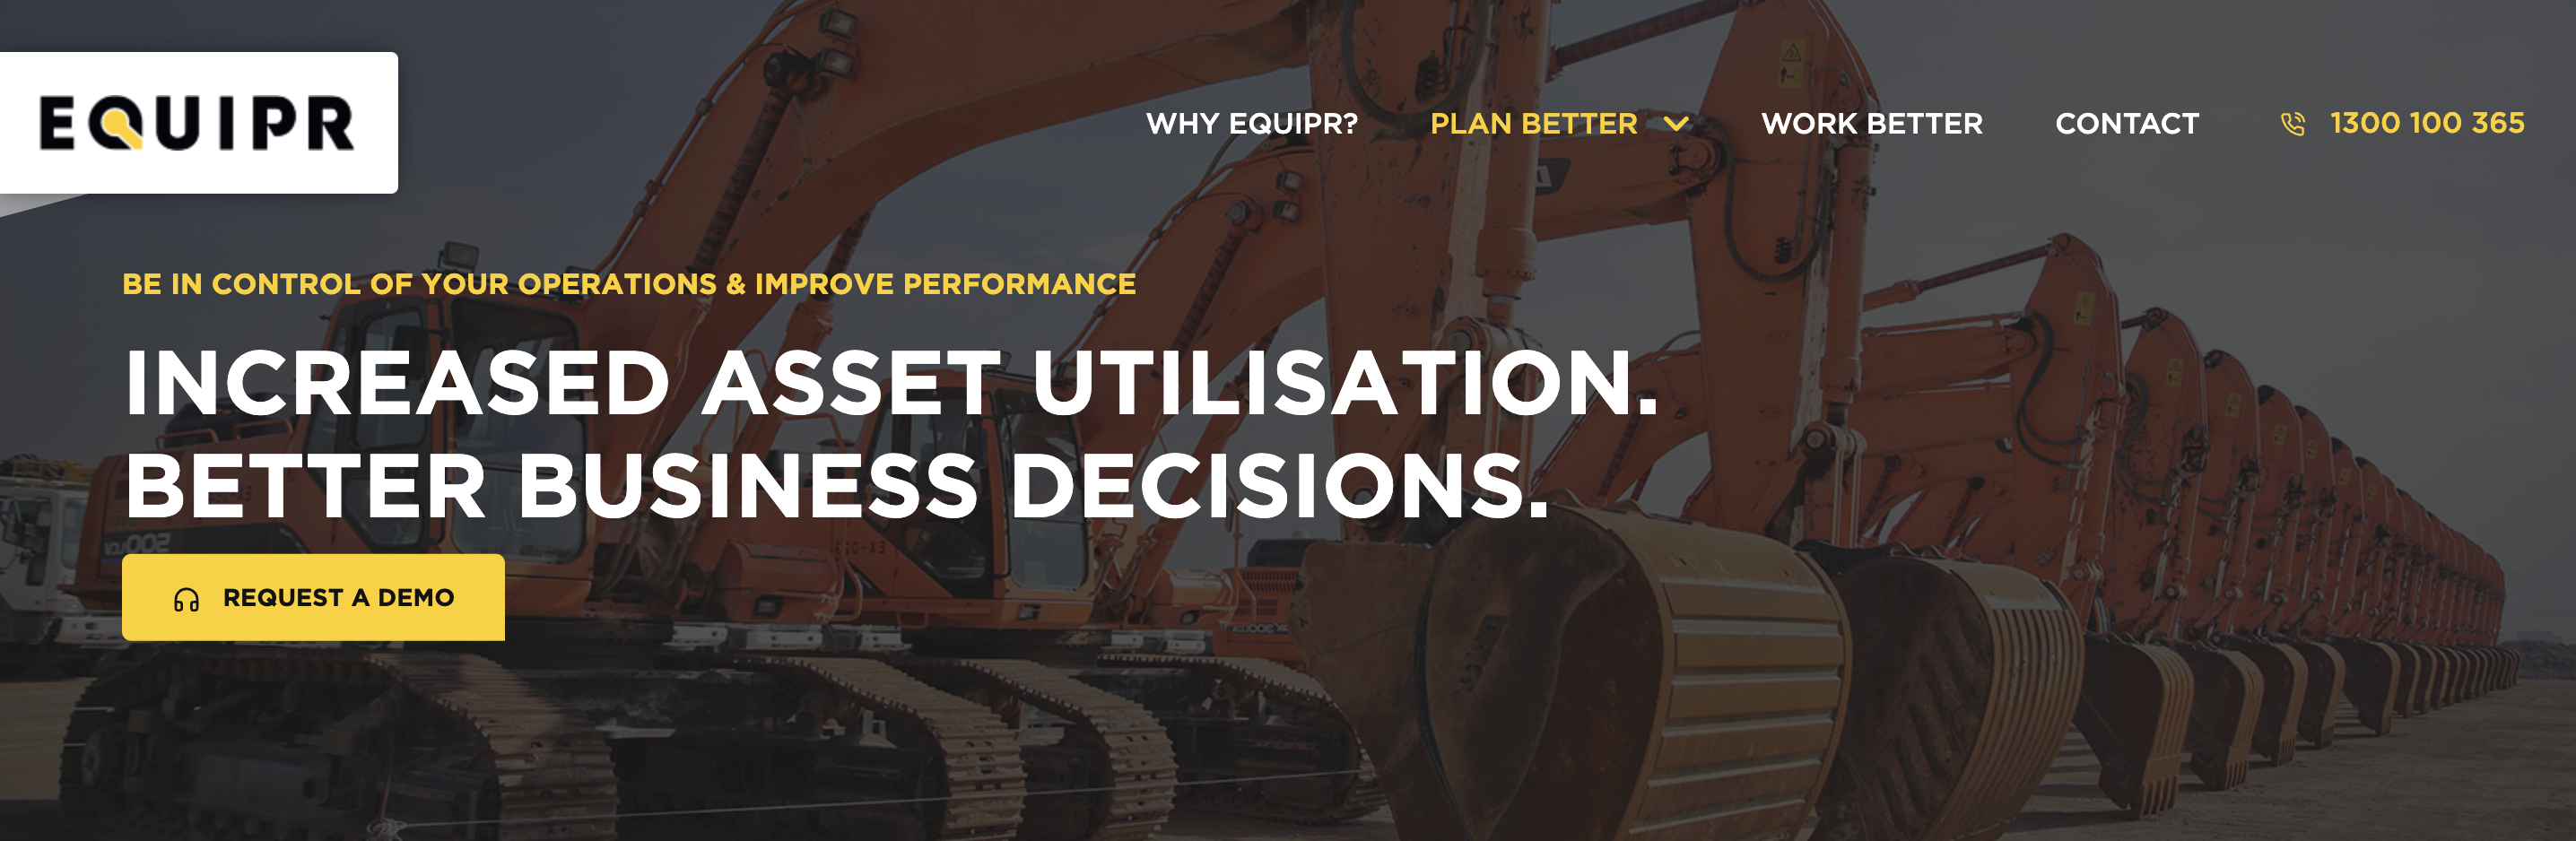 EQUIPR
WHY EQUIPR?
PLAN BETTER
WORK BETTER
CONTACT
1300 100 365
BE IN CONTROL OF YOUR OPERATIONS & IMPROVE PERFORMANCE
INCREASED ASSET UTILISATION.
BETTER BUSINESS DECISIONS.
REQUEST A DEMO